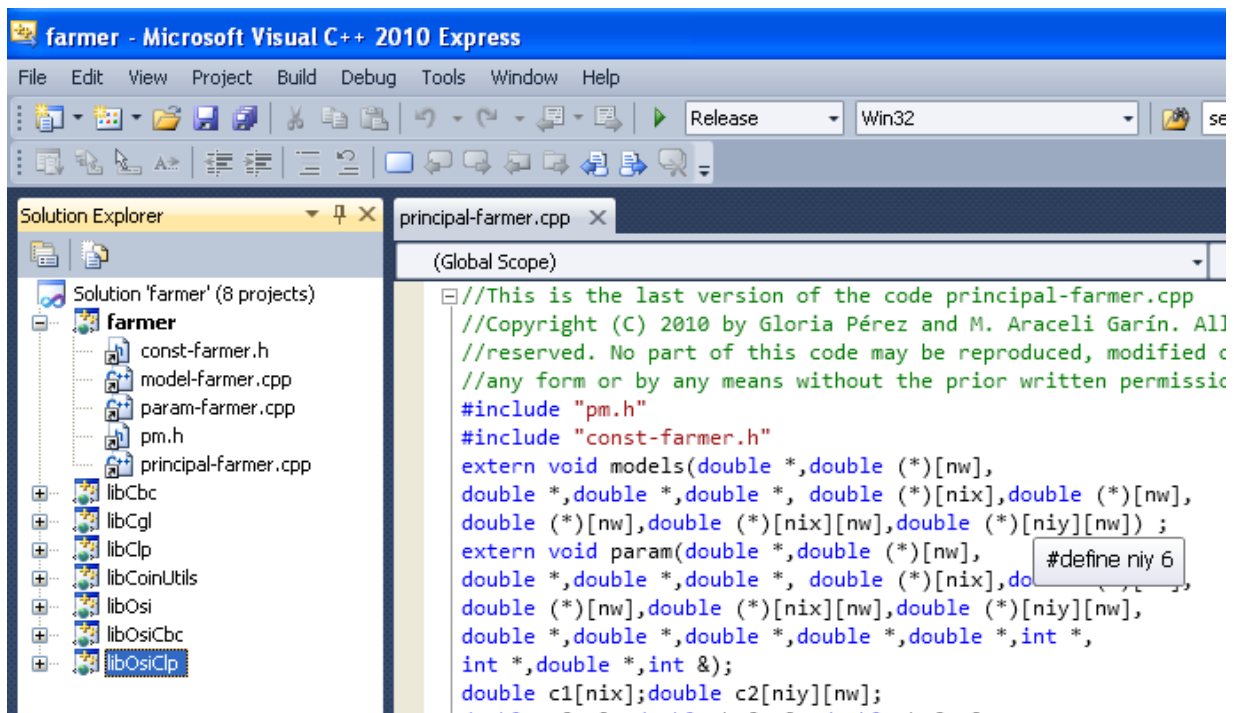 farmer - Microsoft Visual C++ 2010 Express
File Edit View Project Build Debug Tools Window Help
Release Win32 se
Solution Explorer
principal-farmer.cpp
(Global Scope)
Solution 'farmer' (8 projects)
farmer
const-farmer.h
model-farmer.cpp
param-farmer.cpp
pm.h
principal-farmer.cpp
libCbc
libCgl
libClp
libCoinUtils
libOsi
libOsiCbc
libOsiClp
//This is the last version of the code principal-farmer.cpp
//Copyright (C) 2010 by Gloria Pérez and M. Araceli Garín. All
//reserved. No part of this code may be reproduced, modified
//any form or by any means without the prior written
#include "pm.h"
#include "const-farmer.h"
extern void models(double *,double (*)[nw],
double *,double *,double *, double (*)[nix],double (*)[nw],
double (*)[nw],double (*)[nix][nw],double (*)[niy][nw]) ;
extern void param(double *,double (*)[nw],
#define niy 6
double *,double *,double *, double (*)[nix],do
double (*)[nw],double (*)[nix][nw],double (*)[niy][nw],
double *,double *,double *,double *,double *,int *,
int *,double *,int &);
double c1[nix];double c2[niy][nw];